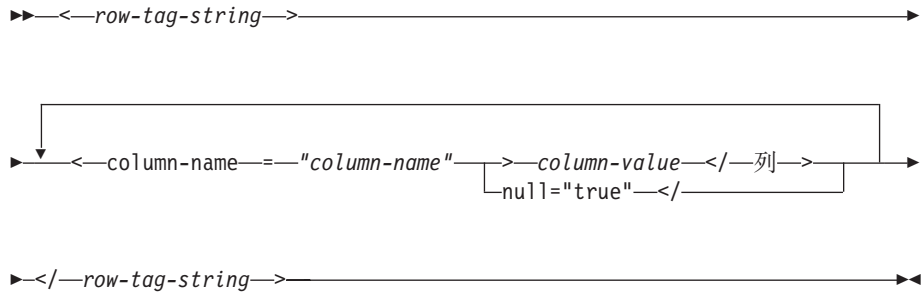 <row-tag-string>
<column-name="column-name">column-value</列>
null="true"</
</row-tag-string>